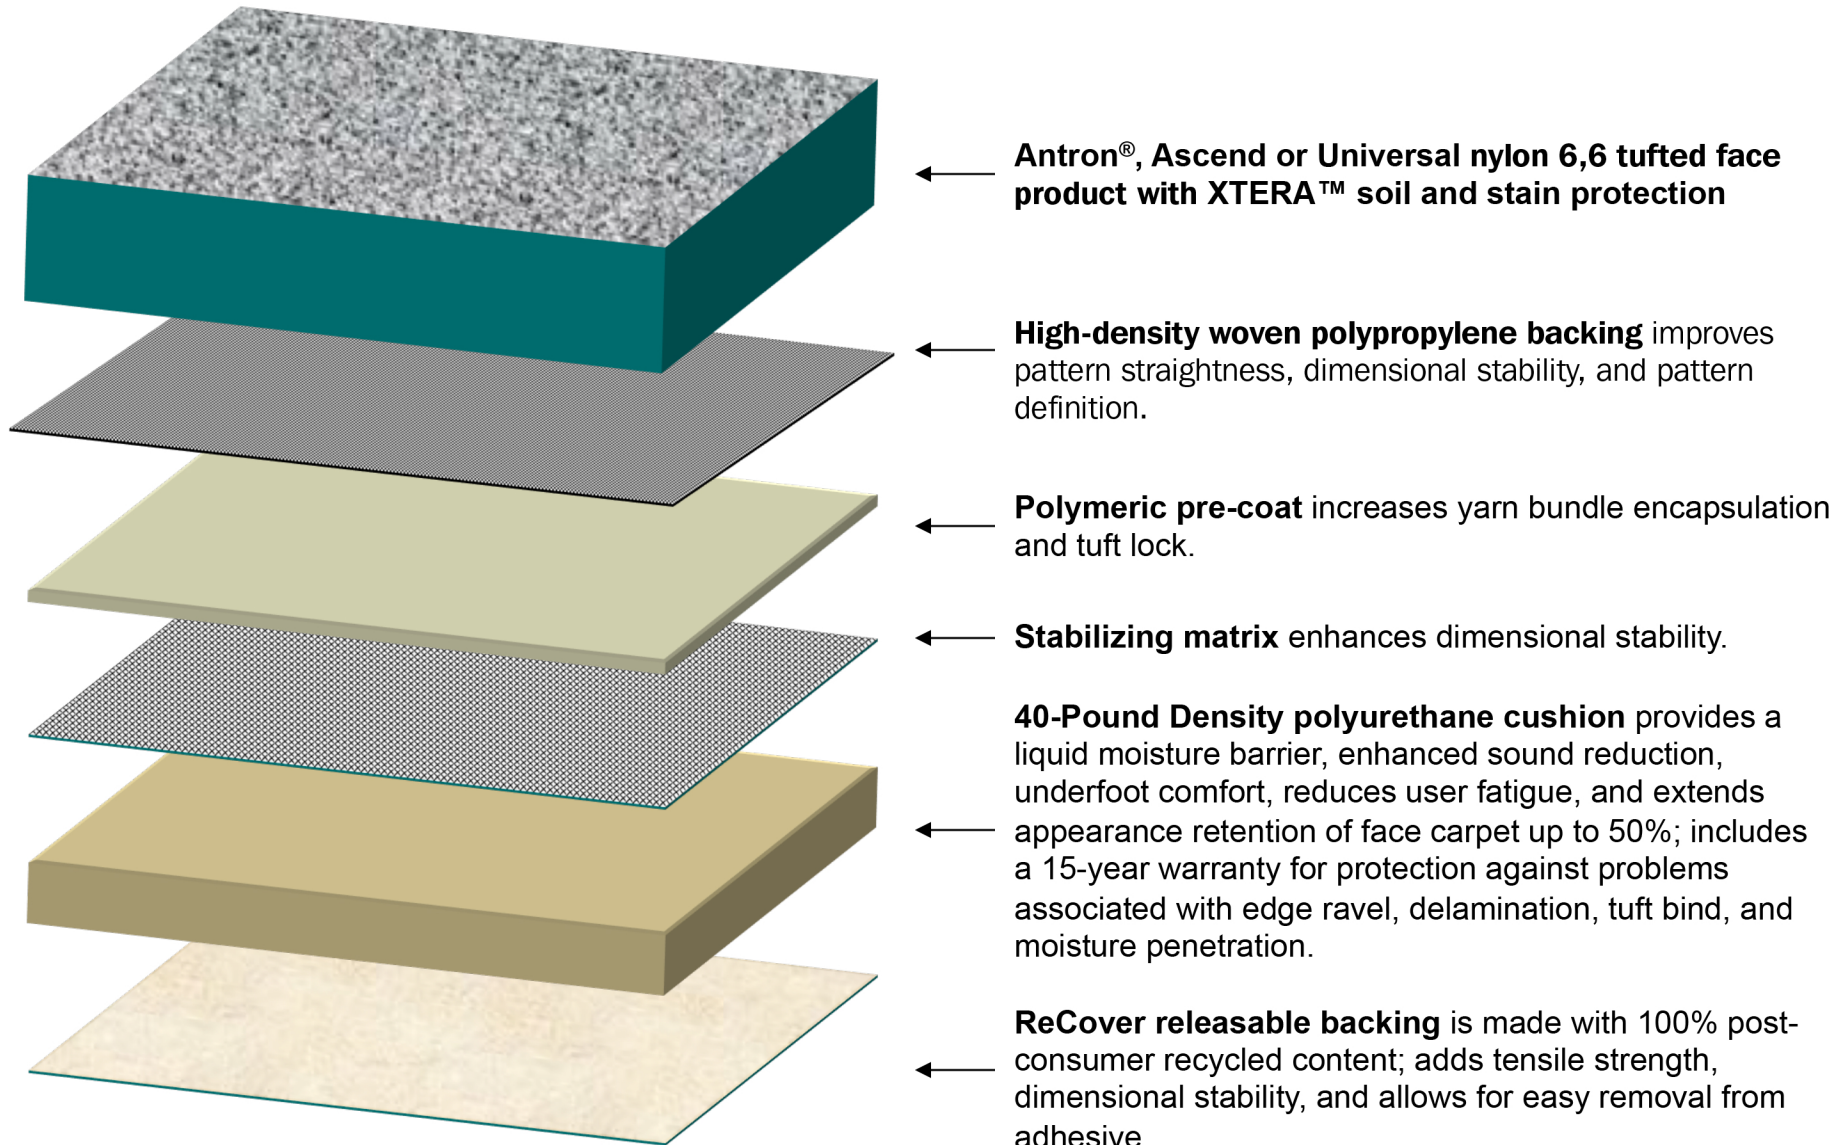 Antron®, Ascend or Universal nylon 6,6 tufted face
product with XTERA™ soil and stain protection
High-density woven polypropylene backing improves
pattern straightness, dimensional stability, and pattern
definition.
Polymeric pre-coat increases yarn bundle encapsulation
and tuft lock.
Stabilizing matrix enhances dimensional stability.
40-Pound Density polyurethane cushion provides a
liquid moisture barrier, enhanced sound reduction,
underfoot comfort, reduces user fatigue, and extends
appearance retention of face carpet up to 50%; includes
a 15-year warranty for protection against problems
associated with edge ravel, delamination, tuft bind, and
moisture penetration.
ReCover releasable backing is made with 100% post-
consumer recycled content; adds tensile strength,
dimensional stability, and allows for easy removal from
adhesive